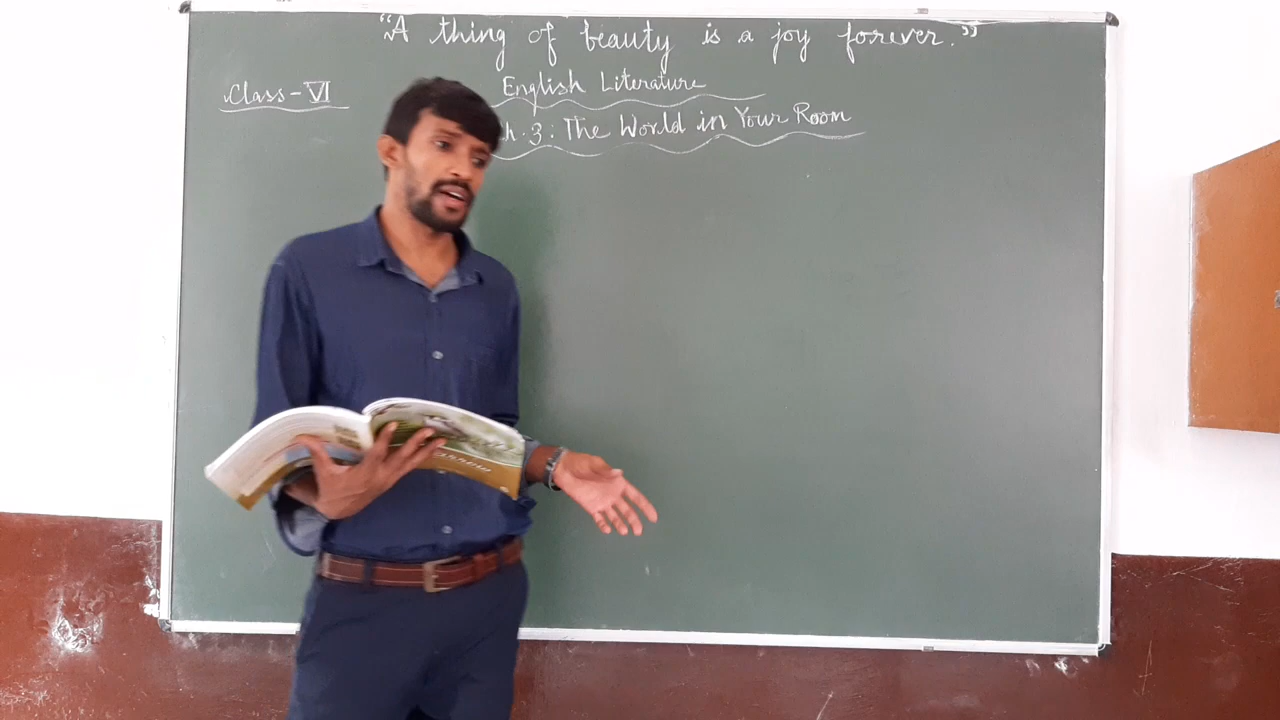 “A thing of beauty is a joy forever.”
Class - VI
English Literature
h. 3 : The World in Your Room